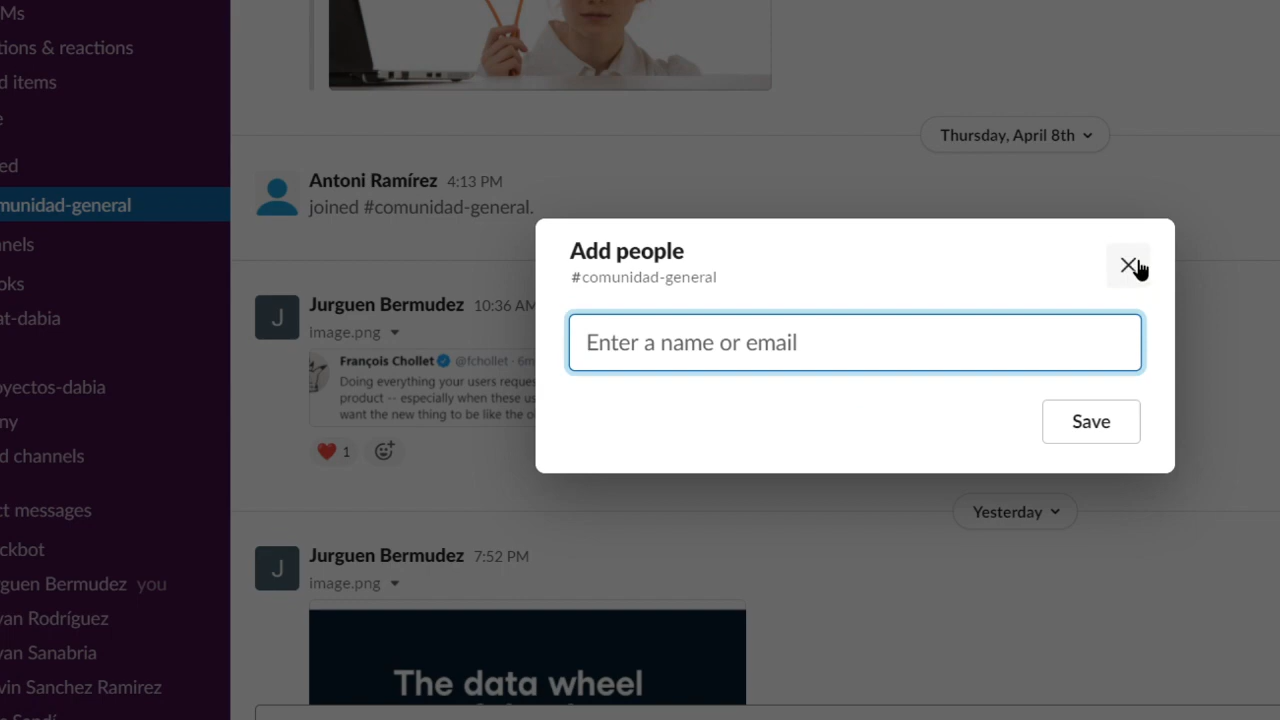 Ms
tions & reactions
d items
e
ed
munidad-general
nels
oks
at-dabia
oyectos-dabia
ny
d channels
ct messages
ckbot
rguen Bermudez you
yan Rodríguez
yan Sanabria
vin Sanchez Ramirez
Thursday, April 8th
Antoni Ramírez 4:13 PM
joined #comunidad-general.
J
Jurguen Bermudez 10:36 AM
image.png
François Chollet @fchollet · 6m
Doing everything your users reques
product -- especially when these us
want the new thing to be like the o
1
Add people
#comunidad-general
Enter a name or email
Save
Yesterday
J
Jurguen Bermudez 7:52 PM
image.png
The data wheel